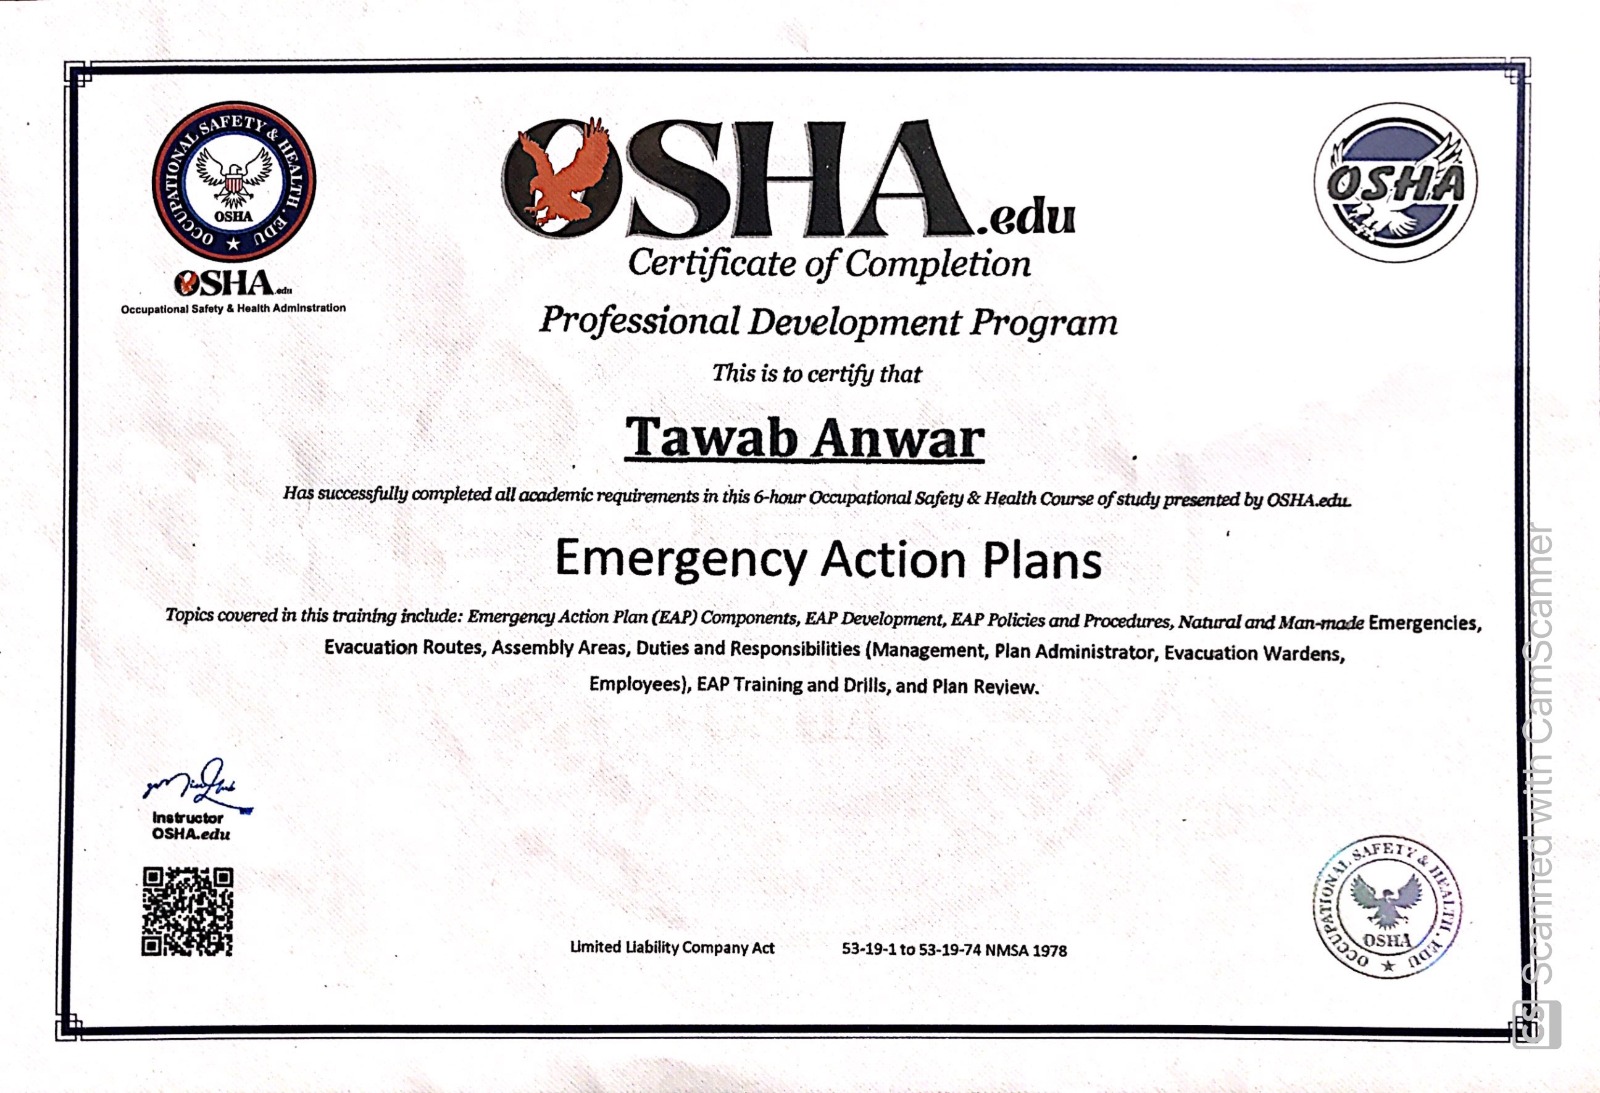 OCCUPATIONAL SAFETY & HEALTH. EDU
OSHA
OSHA.edu
Occupational Safety & Health Adminstration
OSHA.edu
Certificate of Completion
Professional Development Program
OSHA
This is to certify that
Tawab Anwar
Has successfully completed all academic requirements in this 6-hour Occupational Safety & Health Course of study presented by OSHA.edu.
Emergency Action Plans
Topics covered in this training include: Emergency Action Plan (EAP) Components, EAP Development, EAP Policies and Procedures, Natural and Man-made Emergencies,
Evacuation Routes, Assembly Areas, Duties and Responsibilities (Management, Plan Administrator, Evacuation Wardens,
Employees), EAP Training and Drills, and Plan Review.
Instructor
OSHA.edu
Limited Liability Company Act 53-19-1 to 53-19-74 NMSA 1978
OCCUPATIONAL SAFETY & HEALTH. EDU
OSHA
CS Scanned with CamScanner